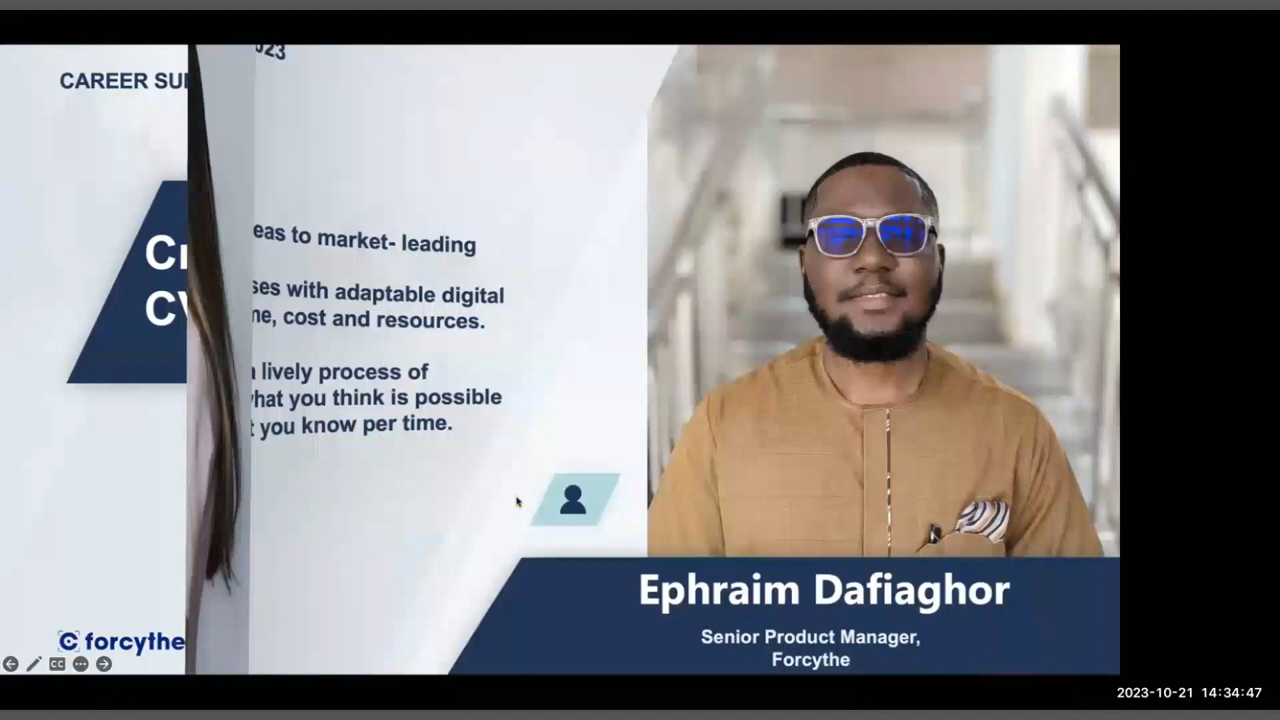 CAREER
023
eas to market- leading
ses with adaptable digital
ne, cost and resources.
lively process of
hat you think is possible
you know per time.
CV
forcythe
Ephraim Dafiaghor
Senior Product Manager,
Forcythe
CC
2023-10-21 14:34:47